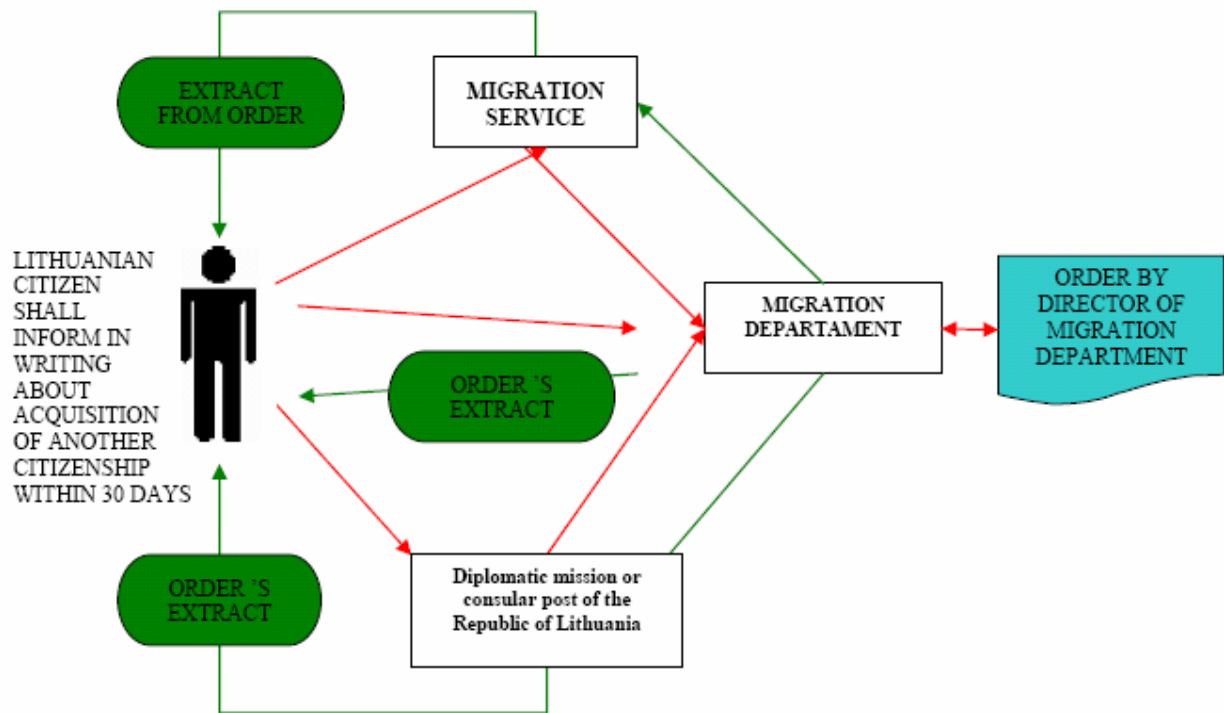 EXTRACT
FROM ORDER
MIGRATION
SERVICE
LITHUANIAN
CITIZEN
SHALL
INFORM IN
WRITING
ABOUT
ACQUISITION
OF ANOTHER
CITIZENSHIP
WITHIN 30 DAYS
MIGRATION
DEPARTAMENT
ORDER BY
DIRECTOR OF
MIGRATION
DEPARTMENT
ORDER `S
EXTRACT
ORDER `S
EXTRACT
Diplomatic mission or
consular post of the
Republic of Lithuania